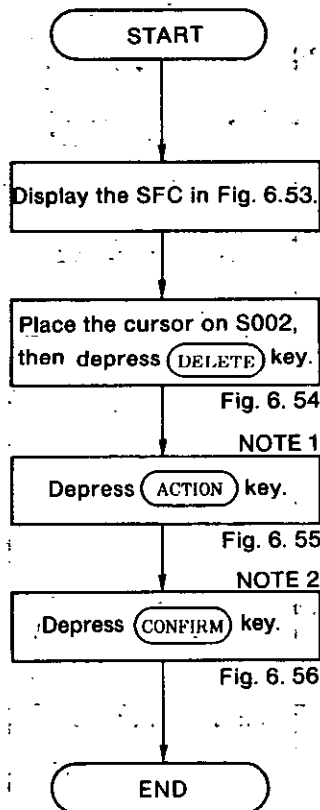 START
Display the SFC in Fig. 6.53.
Place the cursor on S002,
then depress DELETE key.
Fig. 6. 54
NOTE 1
Depress ACTION key.
Fig. 6. 55
NOTE 2
Depress CONFIRM key.
Fig. 6. 56
END